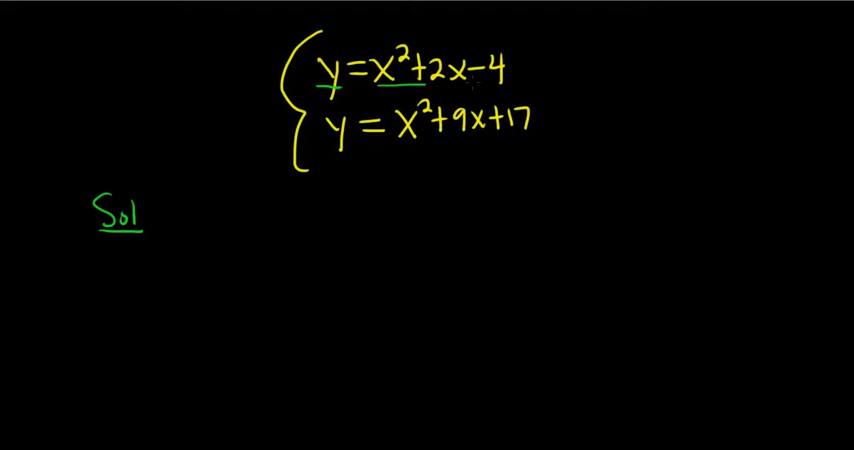 y = x²+2x-4
y = x²+9x+17
Sol